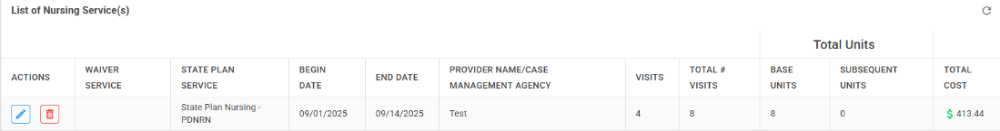 List of Nursing Service(s)
Total Units
ACTIONS WAIVER SERVICE STATE PLAN SERVICE BEGIN DATE END DATE PROVIDER NAME/CASE MANAGEMENT AGENCY VISITS TOTAL # VISITS BASE UNITS SUBSEQUENT UNITS TOTAL COST
State Plan Nursing - PDNRN 09/01/2025 09/14/2025 Test 4 8 8 0 $ 413.44